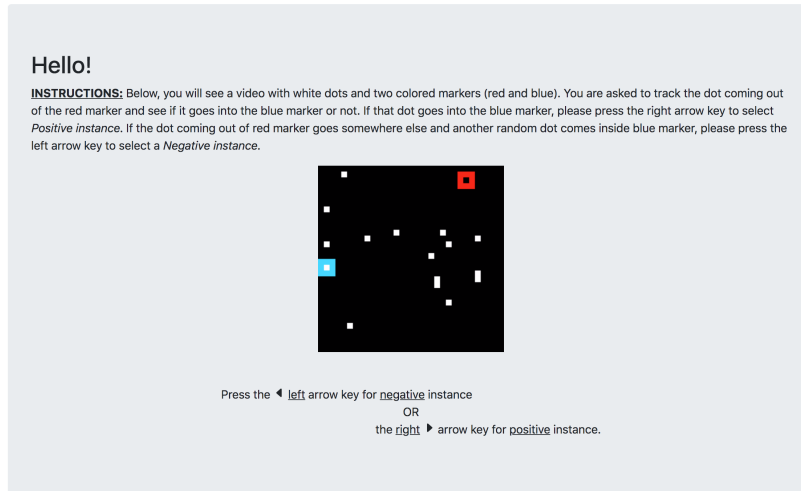 Hello!
INSTRUCTIONS: Below, you will see a video with white dots and two colored markers (red and blue). You are asked to track the dot coming out
of the red marker and see if it goes into the blue marker or not. If that dot goes into the blue marker, please press the right arrow key to select
Positive instance. If the dot coming out of red marker goes somewhere else and another random dot comes inside blue marker, please press the
left arrow key to select a Negative instance.
Press the left arrow key for negative instance
OR
the right arrow key for positive instance.